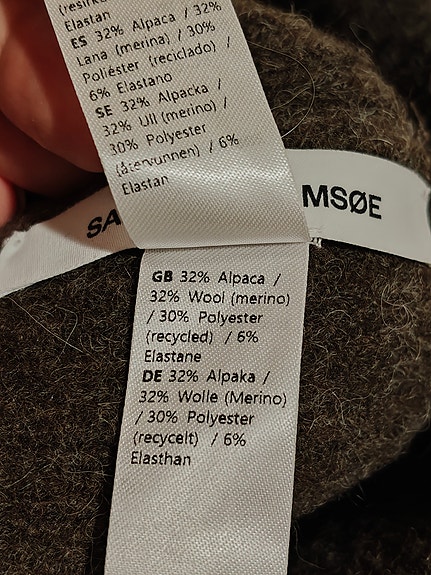 Elastan
ES 32% Alpaca / 32%
Lana (merina) / 30%
Poliéster (reciclado) /
6% Elastano
SE 32% Alpacka /
32% Ull (merino) /
30% Polyester
(återvunnen) / 6%
Elastan
SA MSØE
GB 32% Alpaca /
32% Wool (merino)
/ 30% Polyester
(recycled) / 6%
Elastane
DE 32% Alpaka /
32% Wolle (Merino)
/ 30% Polyester
(recycelt) / 6%
Elasthan